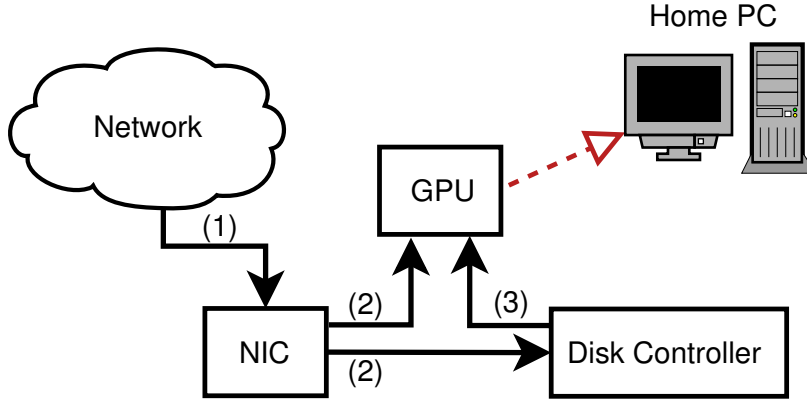 Home PC
Network
GPU
(1)
(2)
(3)
NIC
Disk Controller
(2)